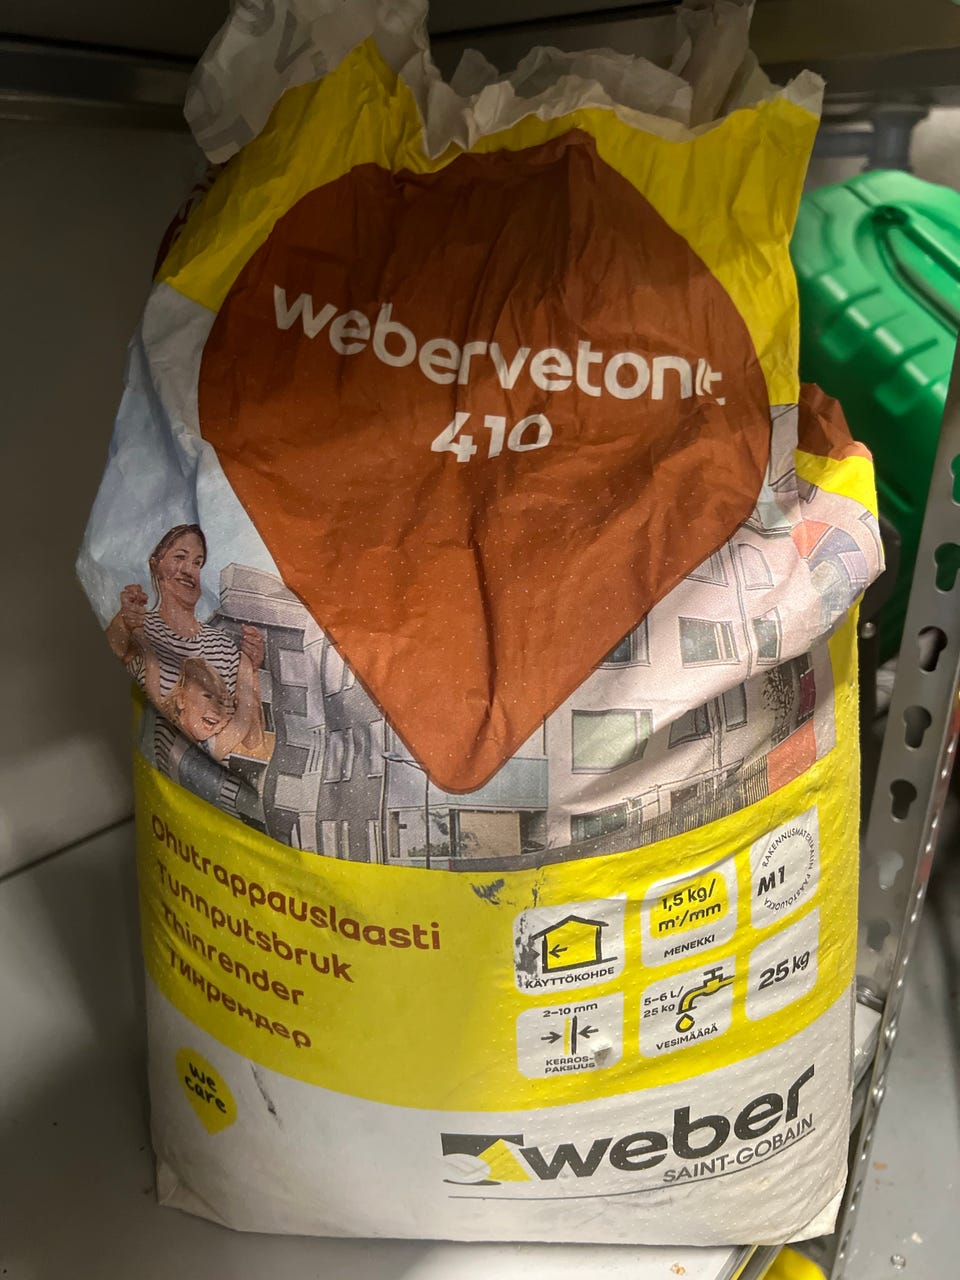 webervetonit
410
Ohutrappauslaasti
Tunnputsbruk
Thinrender
Тинрендер
KÄYTTÖKOHDE
1,5 kg/
m²/mm
MENEKKI
RAKENNUSMATERIAALIN PÄÄSTÖLUOKKA
M1
2-10 mm
KERROS-
PAKSUUS
5-6 L/
25 kg
VESIMÄÄRÄ
25 kg
we
care
weber
SAINT-GOBAIN